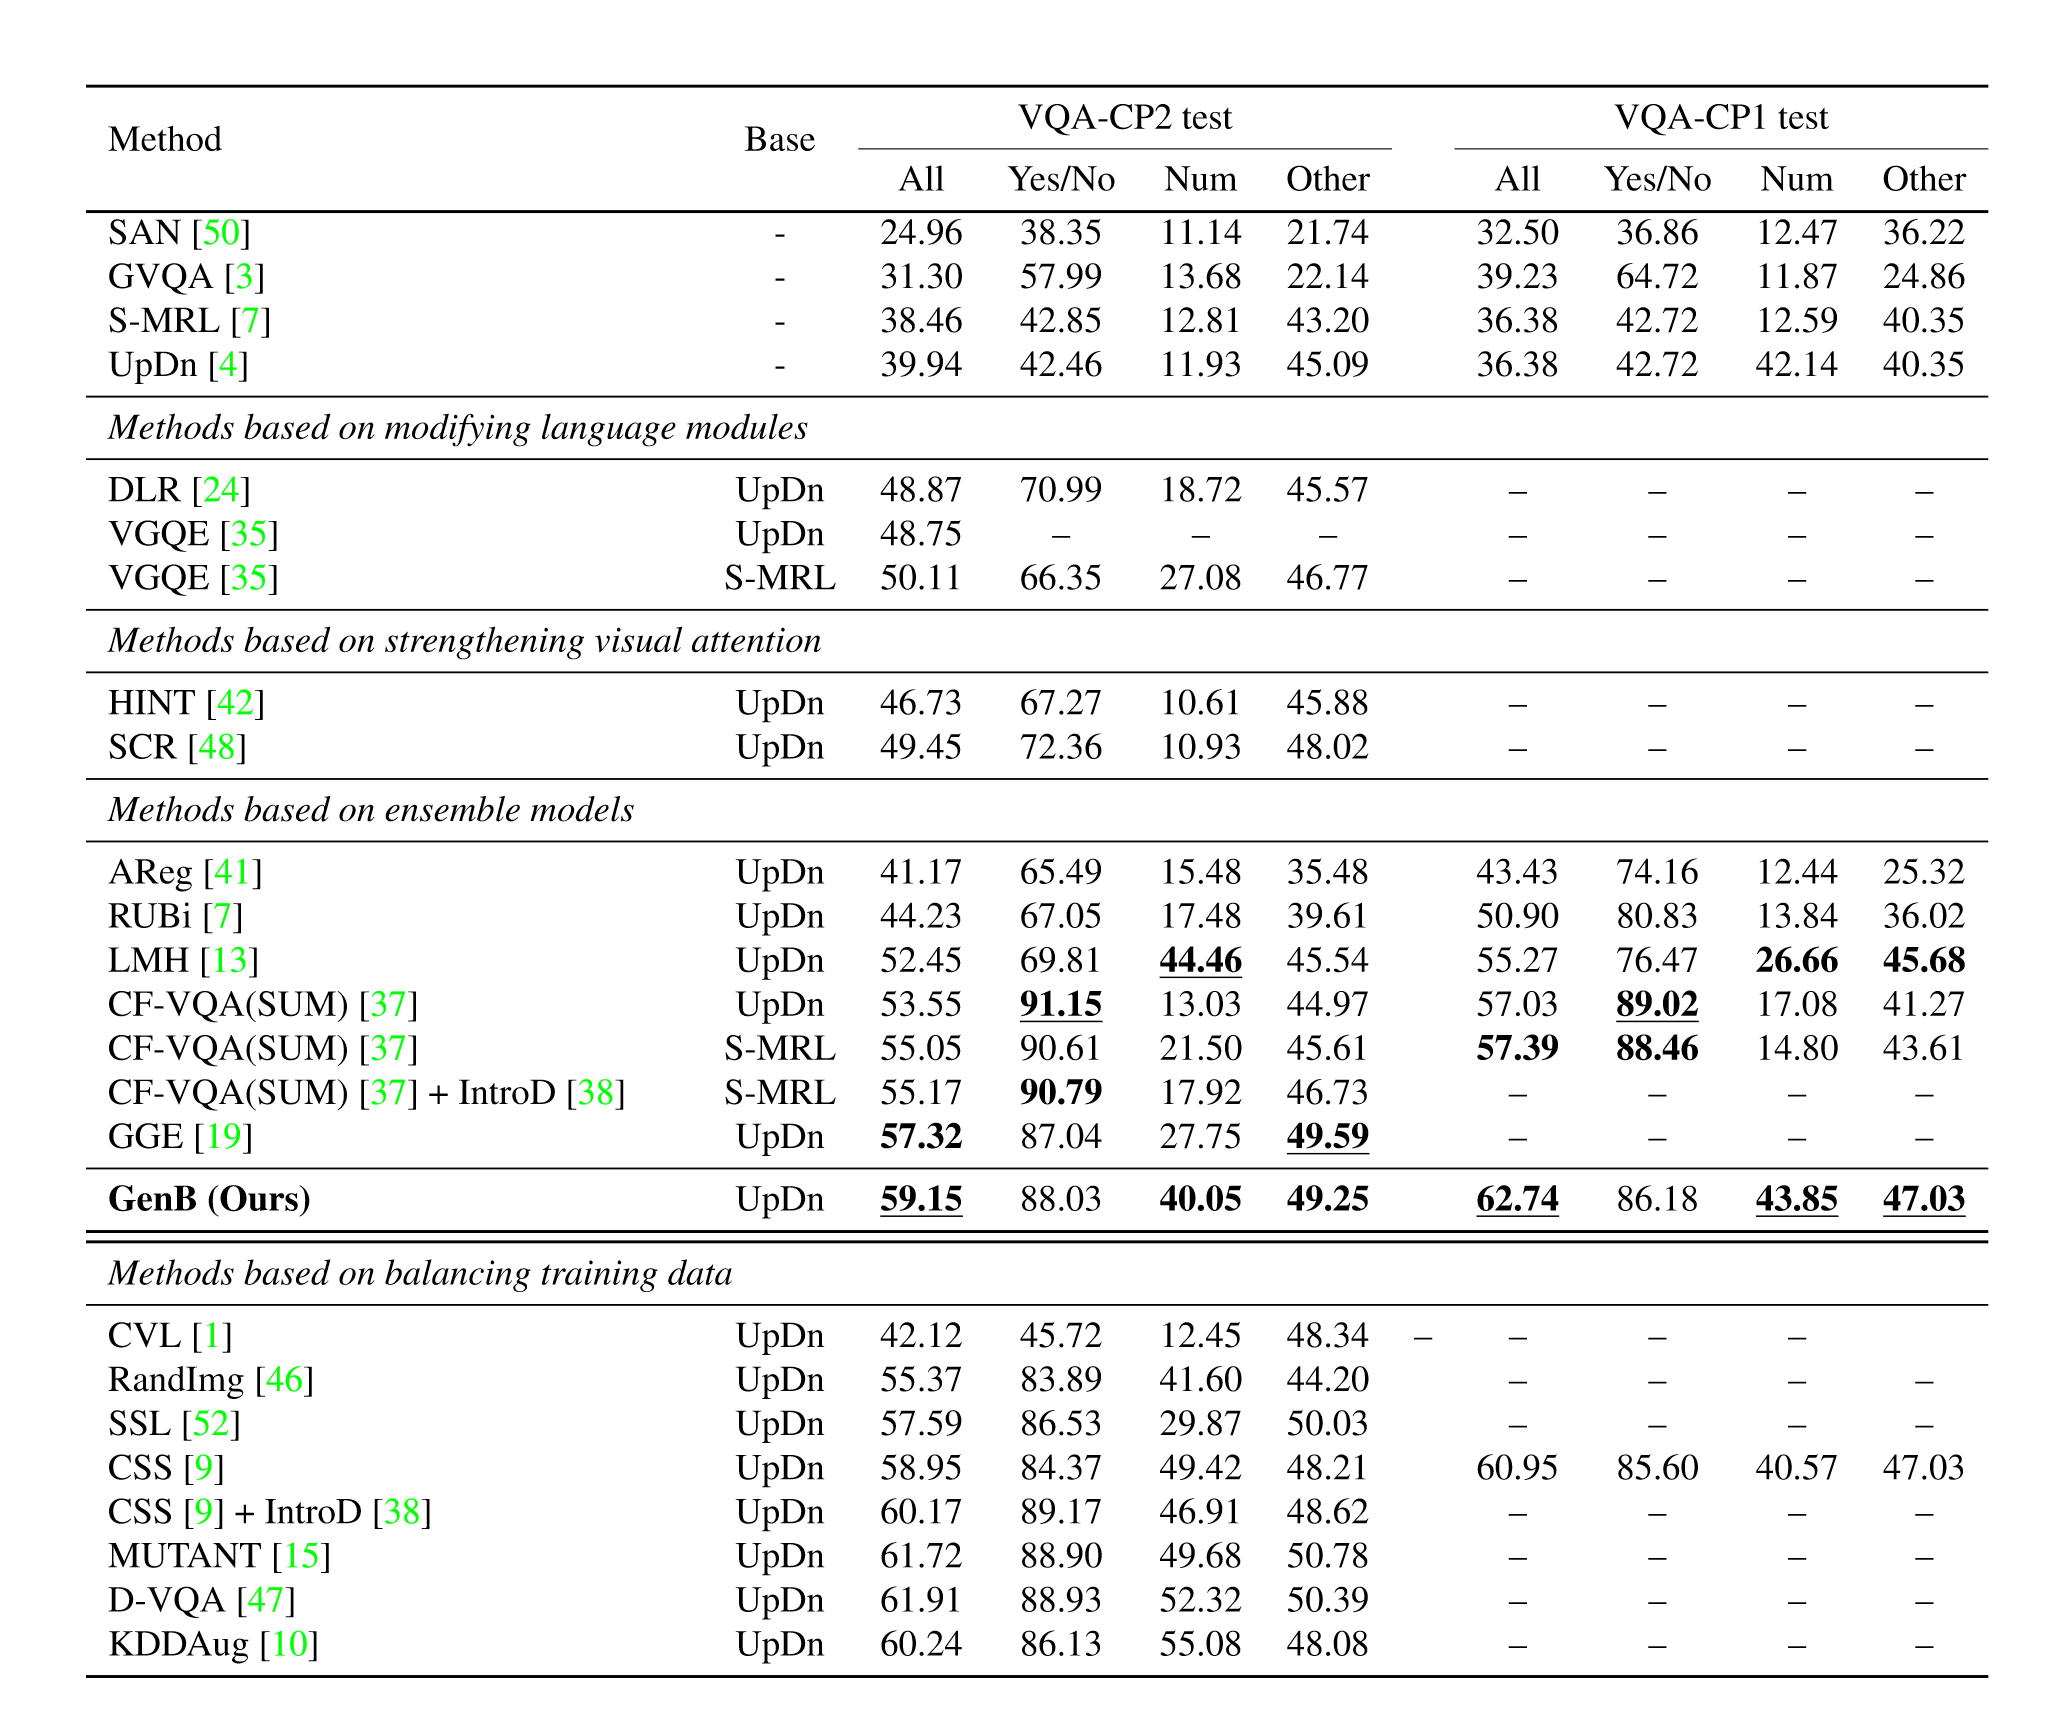 Method Base VQA-CP2 test VQA-CP1 test
All Yes/No Num Other All Yes/No Num Other
SAN [50] - 24.96 38.35 11.14 21.74 32.50 36.86 12.47 36.22
GVQA [3] - 31.30 57.99 13.68 22.14 39.23 64.72 11.87 24.86
S-MRL [7] - 38.46 42.85 12.81 43.20 36.38 42.72 12.59 40.35
UpDn [4] - 39.94 42.46 11.93 45.09 36.38 42.72 42.14 40.35
Methods based on modifying language modules
DLR [24] UpDn 48.87 70.99 18.72 45.57 – – – –
VGQE [35] UpDn 48.75 – – – – – – –
VGQE [35] S-MRL 50.11 66.35 27.08 46.77 – – – –
Methods based on strengthening visual attention
HINT [42] UpDn 46.73 67.27 10.61 45.88 – – – –
SCR [48] UpDn 49.45 72.36 10.93 48.02 – – – –
Methods based on ensemble models
AReg [41] UpDn 41.17 65.49 15.48 35.48 43.43 74.16 12.44 25.32
RUBi [7] UpDn 44.23 67.05 17.48 39.61 50.90 80.83 13.84 36.02
LMH [13] UpDn 52.45 69.81 44.46 45.54 55.27 76.47 26.66 45.68
CF-VQA(SUM) [37] UpDn 53.55 91.15 13.03 44.97 57.03 89.02 17.08 41.27
CF-VQA(SUM) [37] S-MRL 55.05 90.61 21.50 45.61 57.39 88.46 14.80 43.61
CF-VQA(SUM) [37] + IntroD [38] S-MRL 55.17 90.79 17.92 46.73 – – – –
GGE [19] UpDn 57.32 87.04 27.75 49.59 – – – –
GenB (Ours) UpDn 59.15 88.03 40.05 49.25 62.74 86.18 43.85 47.03
Methods based on balancing training data
CVL [1] UpDn 42.12 45.72 12.45 48.34 – – – –
RandImg [46] UpDn 55.37 83.89 41.60 44.20 – – – –
SSL [52] UpDn 57.59 86.53 29.87 50.03 – – – –
CSS [9] UpDn 58.95 84.37 49.42 48.21 60.95 85.60 40.57 47.03
CSS [9] + IntroD [38] UpDn 60.17 89.17 46.91 48.62 – – – –
MUTANT [15] UpDn 61.72 88.90 49.68 50.78 – – – –
D-VQA [47] UpDn 61.91 88.93 52.32 50.39 – – – –
KDDAug [10] UpDn 60.24 86.13 55.08 48.08 – – – –